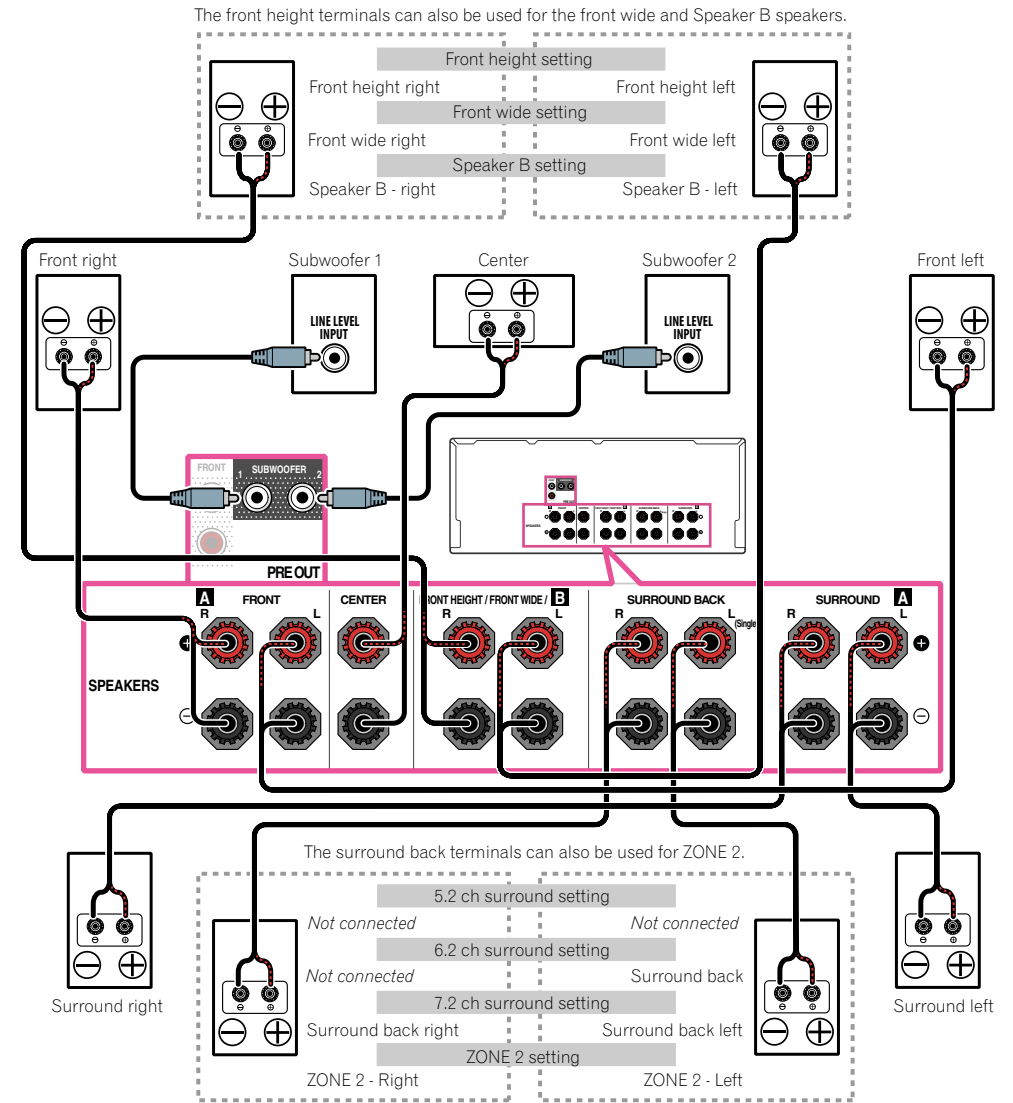 The front height terminals can also be used for the front wide and Speaker B speakers.
Front height setting
Front height right
Front height left
Front wide setting
Front wide right
Front wide left
Speaker B setting
Speaker B - right
Speaker B - left
Front right
Subwoofer 1
Center
Subwoofer 2
Front left
LINE LEVEL
INPUT
LINE LEVEL
INPUT
FRONT
SUBWOOFER
1
2
PRE OUT
PRE OUT
SPEAKERS
A
FRONT
R
L
CENTER
FRONT HEIGHT / FRONT WIDE / B
R
L
SURROUND BACK
R
L
(Single
SURROUND A
R
L
SPEAKERS
The surround back terminals can also be used for ZONE 2.
5.2 ch surround setting
Not connected
Not connected
6.2 ch surround setting
Not connected
Surround back
7.2 ch surround setting
Surround back right
Surround back left
ZONE 2 setting
ZONE 2 - Right
ZONE 2 - Left
Surround right
Surround left